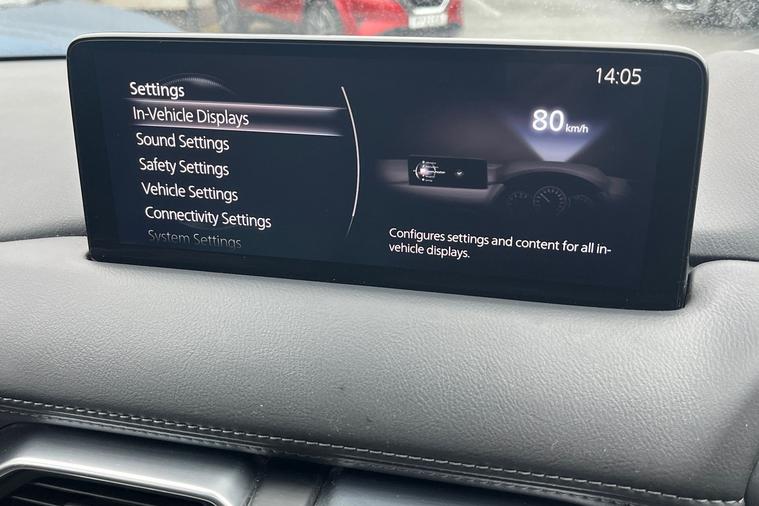 14:05
Settings
In-Vehicle Displays
Sound Settings
Safety Settings
Vehicle Settings
Connectivity Settings
System Settings
80 km/h
Configures settings and content for all in-
vehicle displays.